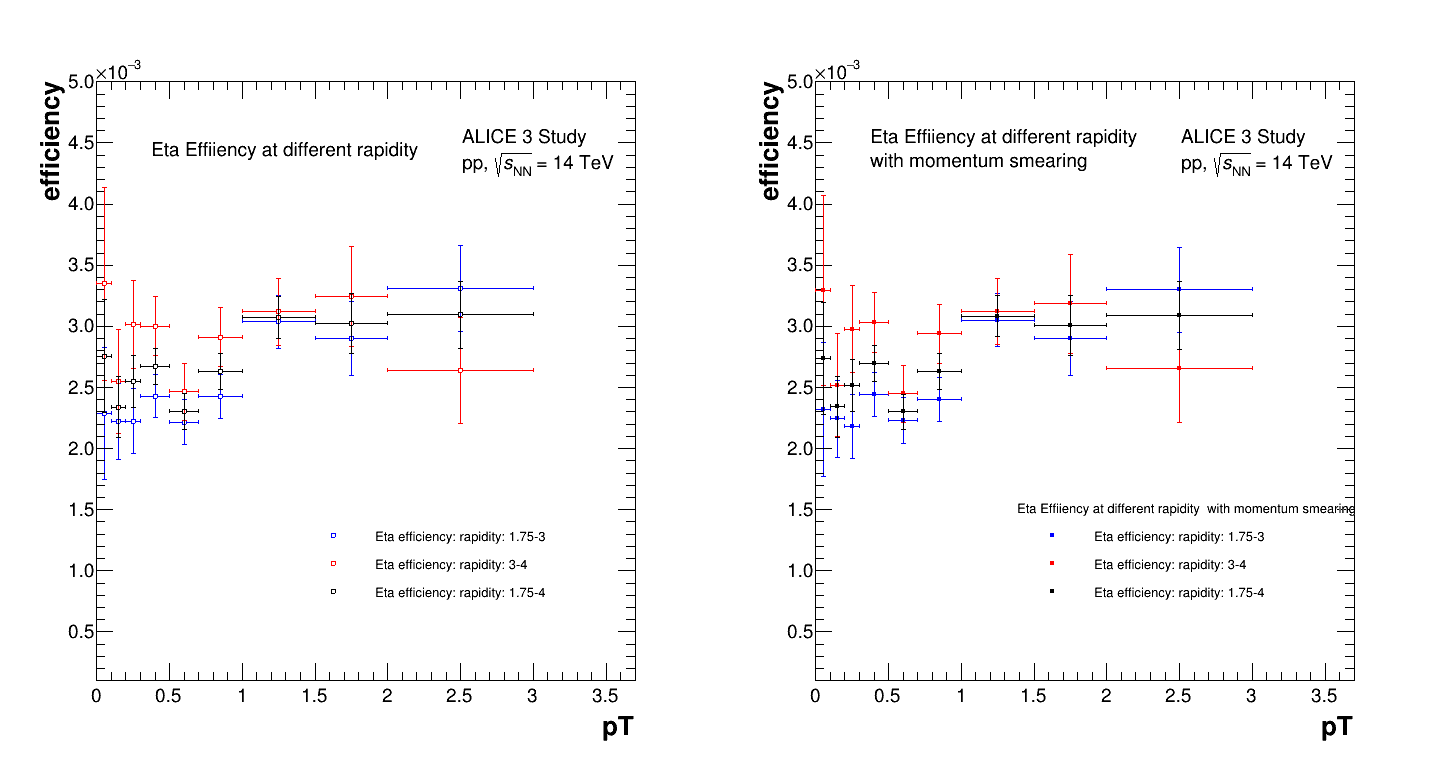 ×10⁻³
5.0
efficiency
Eta Effiiency at different rapidity
ALICE 3 Study
pp, √sNN = 14 TeV
4.5
4.0
3.5
3.0
2.5
2.0
1.5
1.0
0.5
Eta efficiency: rapidity: 1.75-3
Eta efficiency: rapidity: 3-4
Eta efficiency: rapidity: 1.75-4
0 0.5 1 1.5 2 2.5 3 3.5
pT
×10⁻³
5.0
efficiency
Eta Effiiency at different rapidity
with momentum smearing
ALICE 3 Study
pp, √sNN = 14 TeV
4.5
4.0
3.5
3.0
2.5
2.0
1.5
1.0
0.5
Eta Effiiency at different rapidity with momentum smearing
Eta efficiency: rapidity: 1.75-3
Eta efficiency: rapidity: 3-4
Eta efficiency: rapidity: 1.75-4
0 0.5 1 1.5 2 2.5 3 3.5
pT